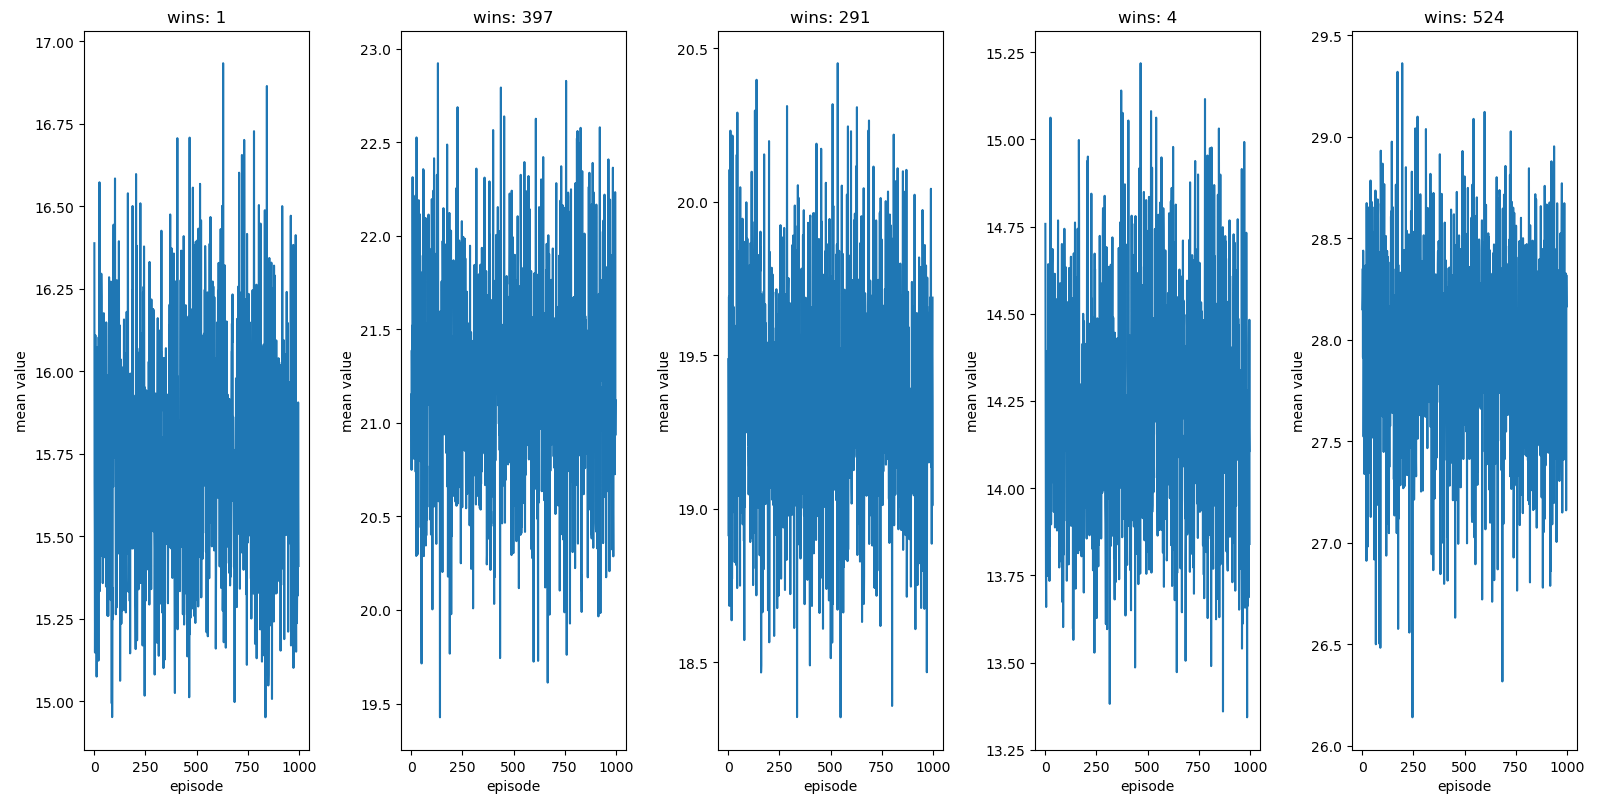 wins: 1
17.00
16.75
16.50
16.25
16.00
15.75
15.50
15.25
15.00
mean value
0 250 500 750 1000
episode
wins: 397
23.0
22.5
22.0
21.5
21.0
20.5
20.0
19.5
mean value
0 250 500 750 1000
episode
wins: 291
20.5
20.0
19.5
19.0
18.5
mean value
0 250 500 750 1000
episode
wins: 4
15.25
15.00
14.75
14.50
14.25
14.00
13.75
13.50
13.25
mean value
0 250 500 750 1000
episode
wins: 524
29.5
29.0
28.5
28.0
27.5
27.0
26.5
26.0
mean value
0 250 500 750 1000
episode